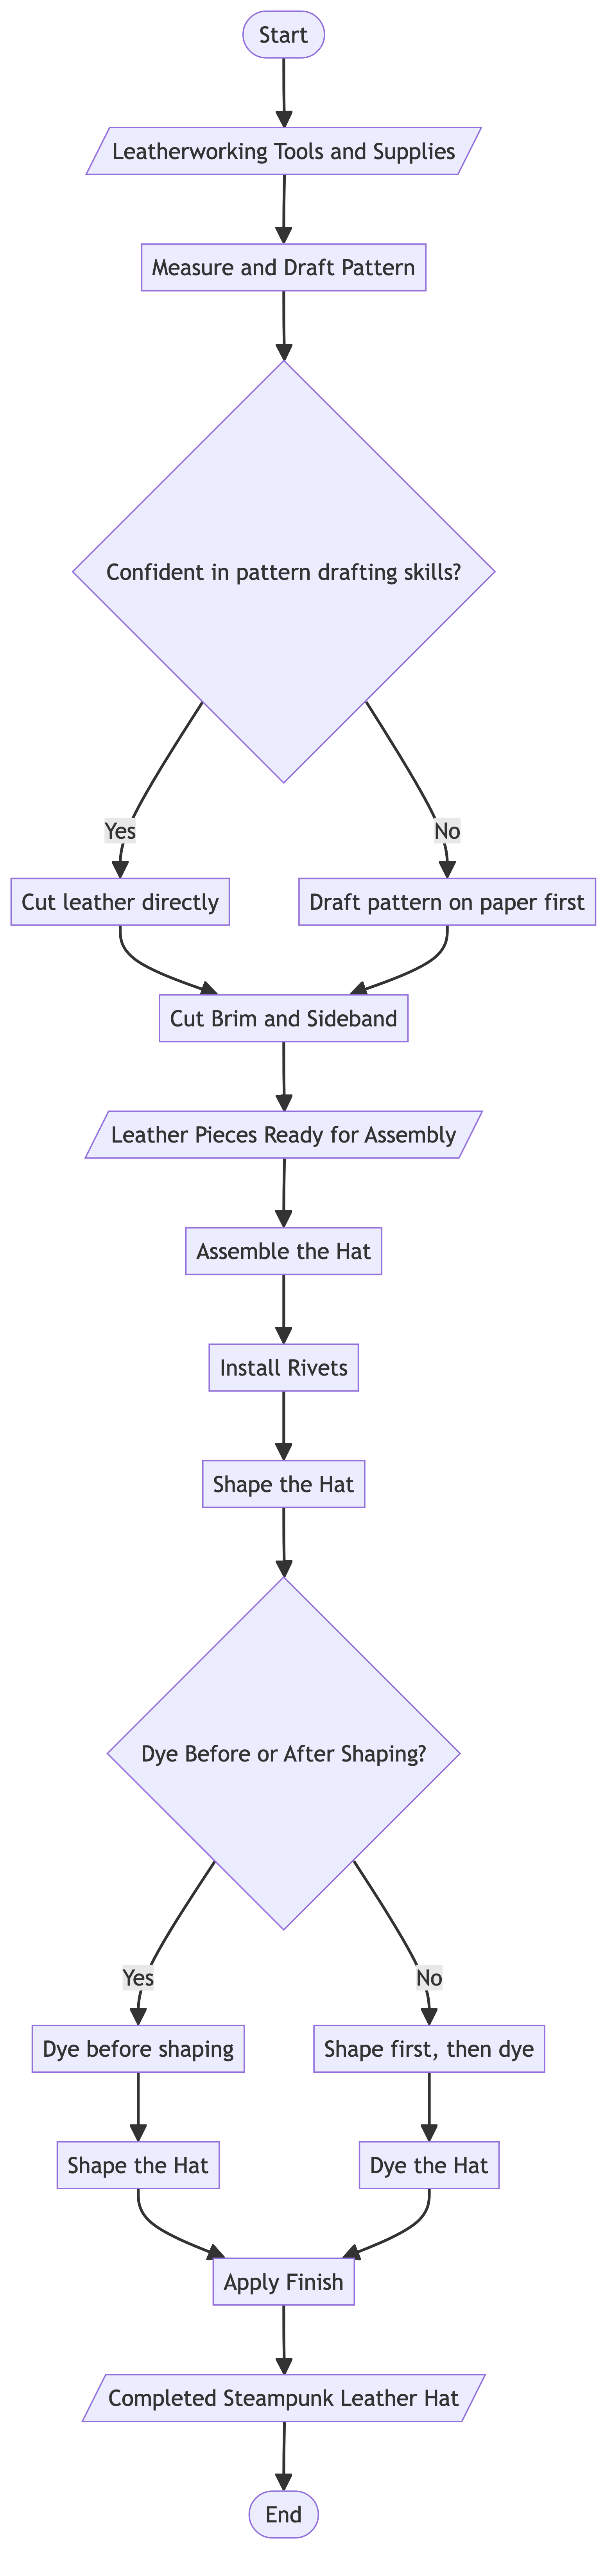 Start
Leatherworking Tools and Supplies
Measure and Draft Pattern
Confident in pattern drafting skills?
Yes
No
Cut leather directly
Draft pattern on paper first
Cut Brim and Sideband
Leather Pieces Ready for Assembly
Assemble the Hat
Install Rivets
Shape the Hat
Dye Before or After Shaping?
Yes
No
Dye before shaping
Shape first, then dye
Shape the Hat
Dye the Hat
Apply Finish
Completed Steampunk Leather Hat
End